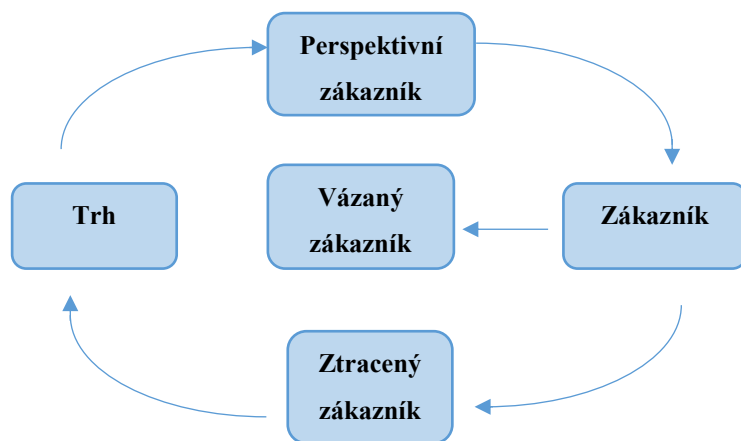 Perspektivní
zákazník
Trh
Vázaný
zákazník
Zákazník
Ztracený
zákazník